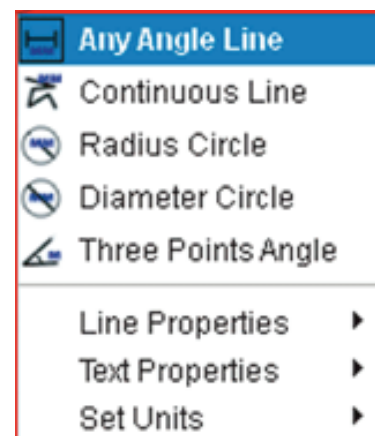 Any Angle Line
Continuous Line
Radius Circle
Diameter Circle
Three Points Angle
Line Properties
Text Properties
Set Units